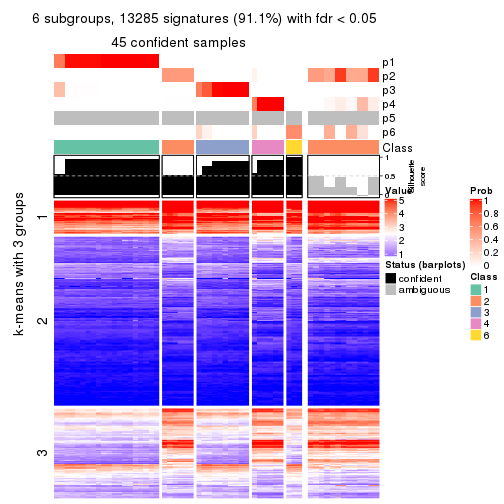 6 subgroups, 13285 signatures (91.1%) with fdr < 0.05
45 confident samples
p1
p2
p3
p4
p5
p6
Class
1
0.5
0
Silhouette
score
k-means with 3 groups
1
2
3
Value
5
4
3
2
1
Status (barplots)
confident
ambiguous
Prob
1
0.8
0.6
0.4
0.2
0
Class
1
2
3
4
6